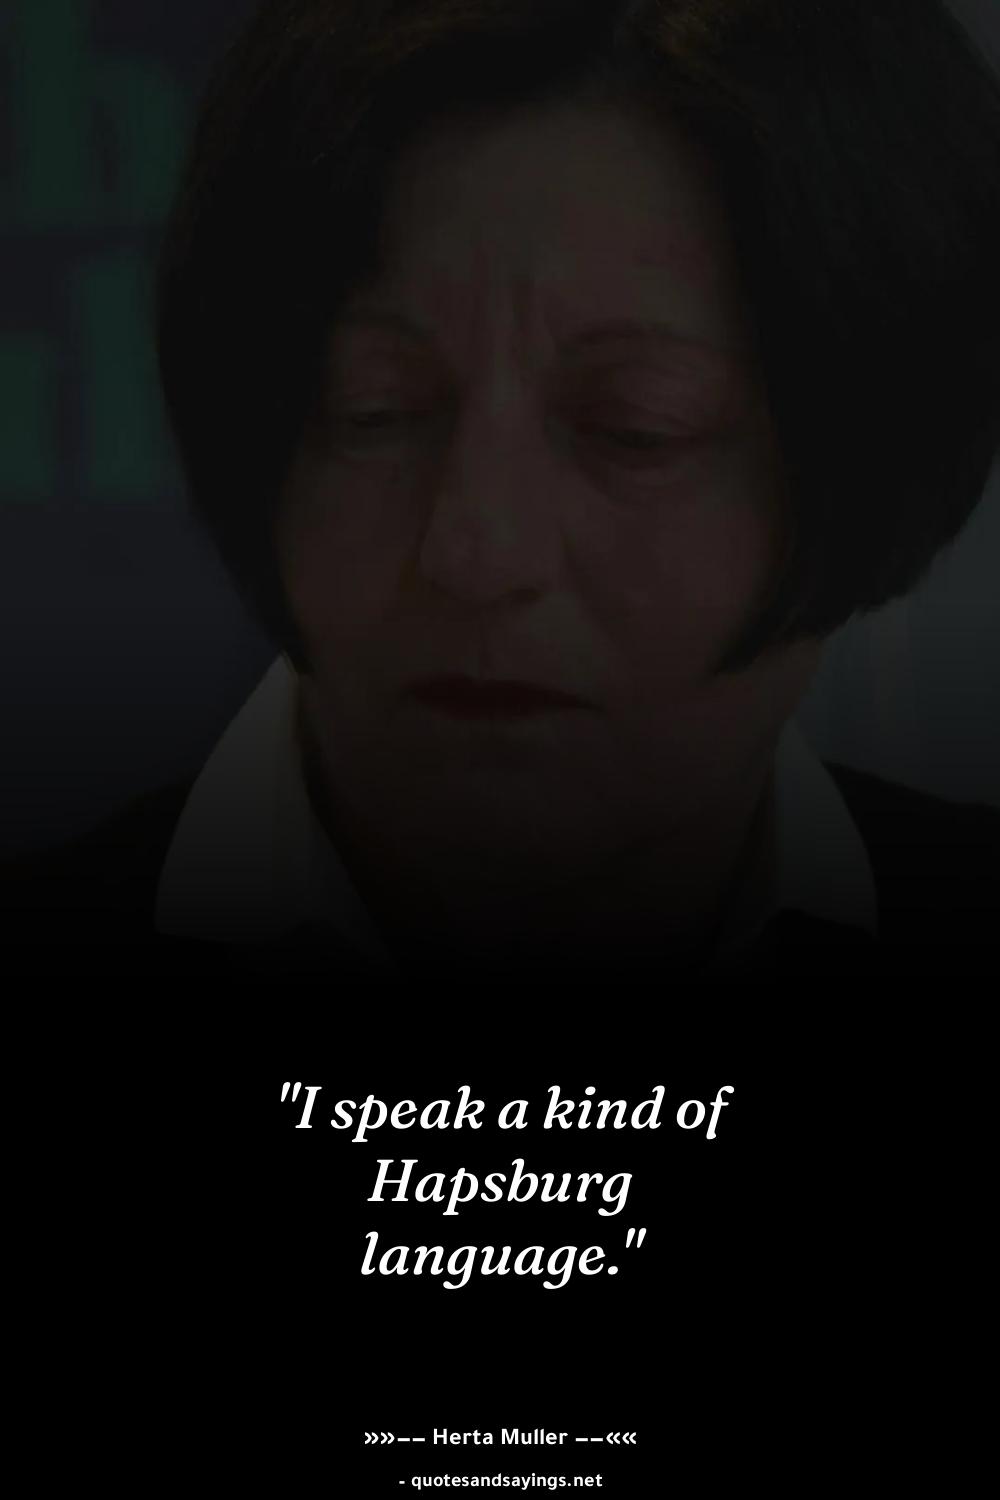 "I speak a kind of
Hapsburg
language."
»»—— Herta Muller ——««
- quotesandsayings.net